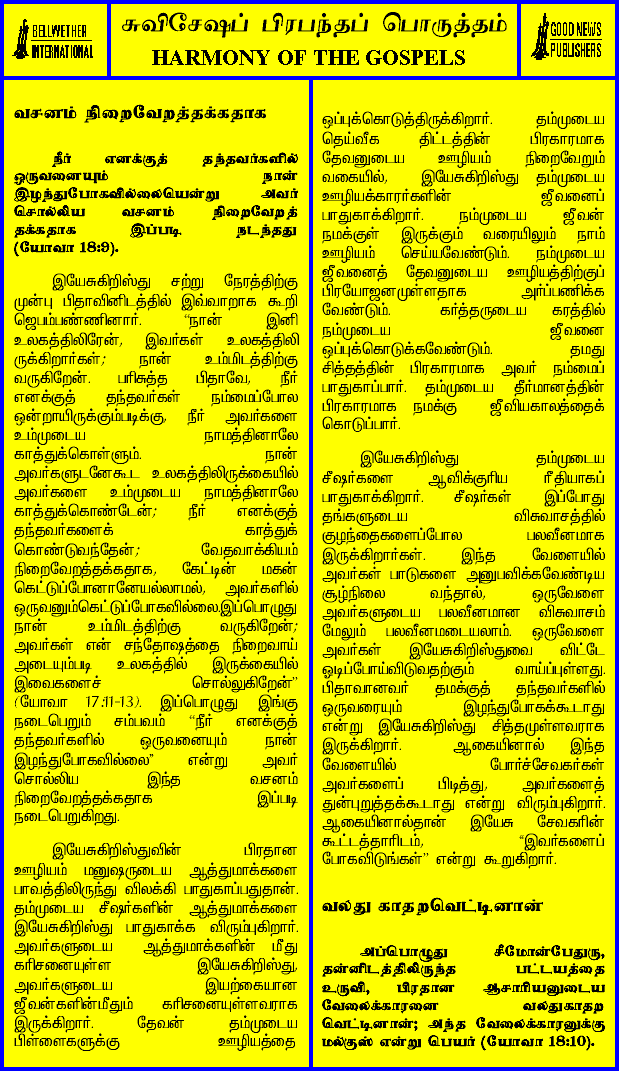 BELLWETHER
INTERNATIONAL
சுவிசேஷப் பிரபந்தப் பொருத்தம்
HARMONY OF THE GOSPELS
GOOD NEWS
PUBLISHERS
வசனம் நிறைவேறத்தக்கதாக
நீர் எனக்குத் தந்தவர்களில்
ஒருவனையும் நான்
இழந்துபோகவில்லையென்று அவர்
சொல்லிய வசனம் நிறைவேறத்
தக்கதாக இப்படி நடந்தது
(யோவா 18:9).
இயேசுகிறிஸ்து சற்று நேரத்திற்கு
முன்பு பிதாவினிடத்தில் இவ்வாறாக கூறி
ஜெபம்பண்ணினார். “நான் இனி
உலகத்திலிரேன், இவர்கள் உலகத்திலி
ருக்கிறார்கள்; நான் உம்மிடத்திற்கு
வருகிறேன். பரிசுத்த பிதாவே, நீர்
எனக்குத் தந்தவர்கள் நம்மைப்போல
ஒன்றாயிருக்கும்படிக்கு, நீர் அவர்களை
உம்முடைய நாமத்தினாலே
காத்துக்கொள்ளும். நான்
அவர்களுடனேகூட உலகத்திலிருக்கையில்
அவர்களை உம்முடைய நாமத்தினாலே
காத்துக்கொண்டேன்; நீர் எனக்குத்
தந்தவர்களைக் காத்துக்
கொண்டுவந்தேன்; வேதவாக்கியம்
நிறைவேறத்தக்கதாக, கேட்டின் மகன்
கெட்டுப்போனானேயல்லாமல், அவர்களில்
ஒருவனும்கெட்டுப்போகவில்லை.இப்பொழுது
நான் உம்மிடத்திற்கு வருகிறேன்;
அவர்கள் என் சந்தோஷத்தை நிறைவாய்
அடையும்படி உலகத்தில் இருக்கையில்
இவைகளைச் சொல்லுகிறேன்”
(யோவா 17:11-13). இப்பொழுது இங்கு
நடைபெறும் சம்பவம் “நீர் எனக்குத்
தந்தவர்களில் ஒருவனையும் நான்
இழந்துபோகவில்லை” என்று அவர்
சொல்லிய இந்த வசனம்
நிறைவேறத்தக்கதாக இப்படி
நடைபெறுகிறது.
இயேசுகிறிஸ்துவின் பிரதான
ஊழியம் மனுஷருடைய ஆத்துமாக்களை
பாவத்திலிருந்து விலக்கி பாதுகாப்பதுதான்.
தம்முடைய சீஷர்களின் ஆத்துமாக்களை
இயேசுகிறிஸ்து பாதுகாக்க விரும்புகிறார்.
அவர்களுடைய ஆத்துமாக்களின் மீது
கரிசனையுள்ள இயேசுகிறிஸ்து,
அவர்களுடைய இயற்கையான
ஜீவன்களின்மீதும் கரிசனையுள்ளவராக
இருக்கிறார். தேவன் தம்முடைய
பிள்ளைகளுக்கு ஊழியத்தை
ஒப்புக்கொடுத்திருக்கிறார். தம்முடைய
தெய்வீக திட்டத்தின் பிரகாரமாக
தேவனுடைய ஊழியம் நிறைவேறும்
வகையில், இயேசுகிறிஸ்து தம்முடைய
ஊழியக்காரர்களின் ஜீவனைப்
பாதுகாக்கிறார். நம்முடைய ஜீவன்
நமக்குள் இருக்கும் வரையிலும் நாம்
ஊழியம் செய்யவேண்டும். நம்முடைய
ஜீவனைத் தேவனுடைய ஊழியத்திற்குப்
பிரயோஜனமுள்ளதாக அர்ப்பணிக்க
வேண்டும். கர்த்தருடைய கரத்தில்
நம்முடைய ஜீவனை
ஒப்புக்கொடுக்கவேண்டும். தமது
சித்தத்தின் பிரகாரமாக அவர் நம்மைப்
பாதுகாப்பார். தம்முடைய தீர்மானத்தின்
பிரகாரமாக நமக்கு ஜீவியகாலத்தைக்
கொடுப்பார்.
இயேசுகிறிஸ்து தம்முடைய
சீஷர்களை ஆவிக்குரிய ரீதியாகப்
பாதுகாக்கிறார். சீஷர்கள் இப்போது
தங்களுடைய விசுவாசத்தில்
குழந்தைகளைப்போல பலவீனமாக
இருக்கிறார்கள். இந்த வேளையில்
அவர்கள் பாடுகளை அனுபவிக்கவேண்டிய
சூழ்நிலை வந்தால், ஒருவேளை
அவர்களுடைய பலவீனமான விசுவாசம்
மேலும் பலவீனமடையலாம். ஒருவேளை
அவர்கள் இயேசுகிறிஸ்துவை விட்டே
ஓடிப்போய்விடுவதற்கும் வாய்ப்புள்ளது.
பிதாவானவர் தமக்குத் தந்தவர்களில்
ஒருவரையும் இழந்துபோகக்கூடாது
என்று இயேசுகிறிஸ்து சித்தமுள்ளவராக
இருக்கிறார். ஆகையினால் இந்த
வேளையில் போர்ச்சேவகர்கள்
அவர்களைப் பிடித்து, அவர்களைத்
துன்புறுத்தக்கூடாது என்று விரும்புகிறார்.
ஆகையினால்தான் இயேசு சேவகரின்
கூட்டத்தாரிடம், “இவர்களைப்
போகவிடுங்கள்” என்று கூறுகிறார்.
வலது காதறவெட்டினான்
அப்பொழுது சீமோன்பேதுரு,
தன்னிடத்திலிருந்த பட்டயத்தை
உருவி, பிரதான ஆசாரியனுடைய
வேலைக்காரனை வலதுகாதற
வெட்டினான்; அந்த வேலைக்காரனுக்கு
மல்குஸ் என்று பெயர் (யோவா 18:10).